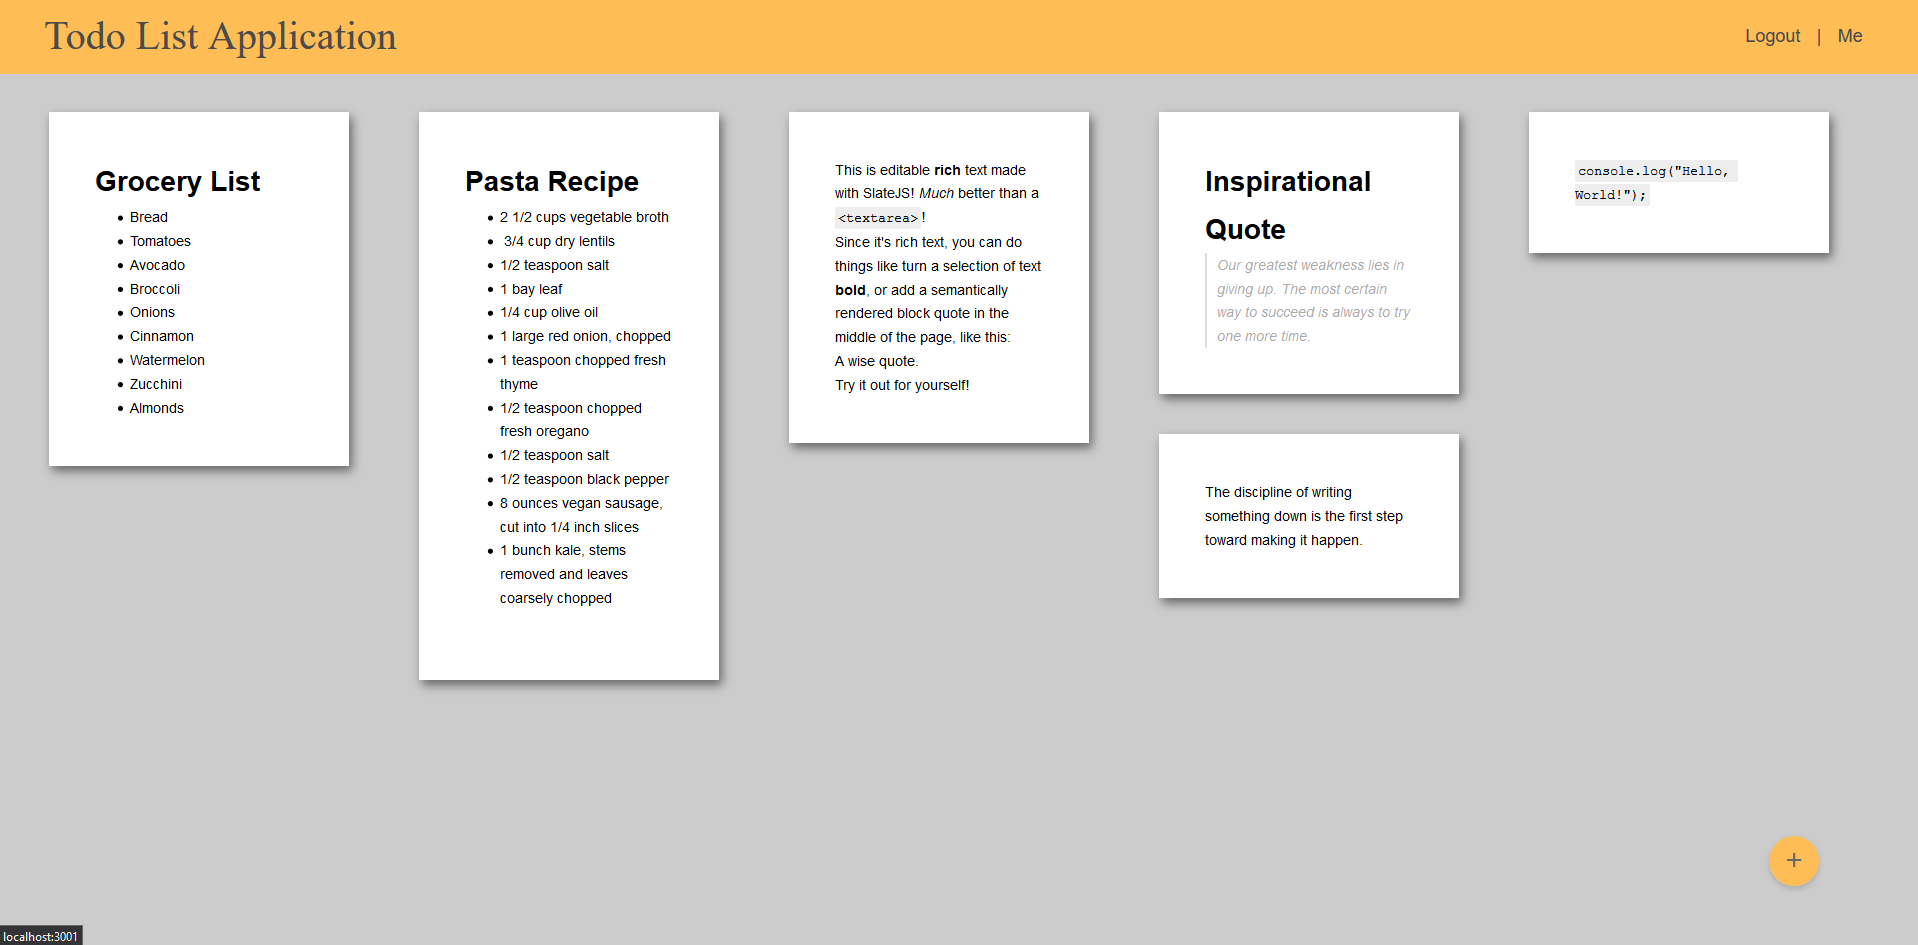 Todo List Application
Logout | Me
Grocery List
Bread
Tomatoes
Avocado
Broccoli
Onions
Cinnamon
Watermelon
Zucchini
Almonds
Pasta Recipe
2 1/2 cups vegetable broth
3/4 cup dry lentils
1/2 teaspoon salt
1 bay leaf
1/4 cup olive oil
1 large red onion, chopped
1 teaspoon chopped fresh
thyme
1/2 teaspoon chopped
fresh oregano
1/2 teaspoon salt
1/2 teaspoon black pepper
8 ounces vegan sausage,
cut into 1/4 inch slices
1 bunch kale, stems
removed and leaves
coarsely chopped
This is editable rich text made
with SlateJS! Much better than a
<textarea>!
Since it's rich text, you can do
things like turn a selection of text
bold, or add a semantically
rendered block quote in the
middle of the page, like this:
A wise quote.
Try it out for yourself!
Inspirational
Quote
Our greatest weakness lies in
giving up. The most certain
way to succeed is always to try
one more time.
The discipline of writing
something down is the first step
toward making it happen.
console.log("Hello,
World!");
+
localhost:3001